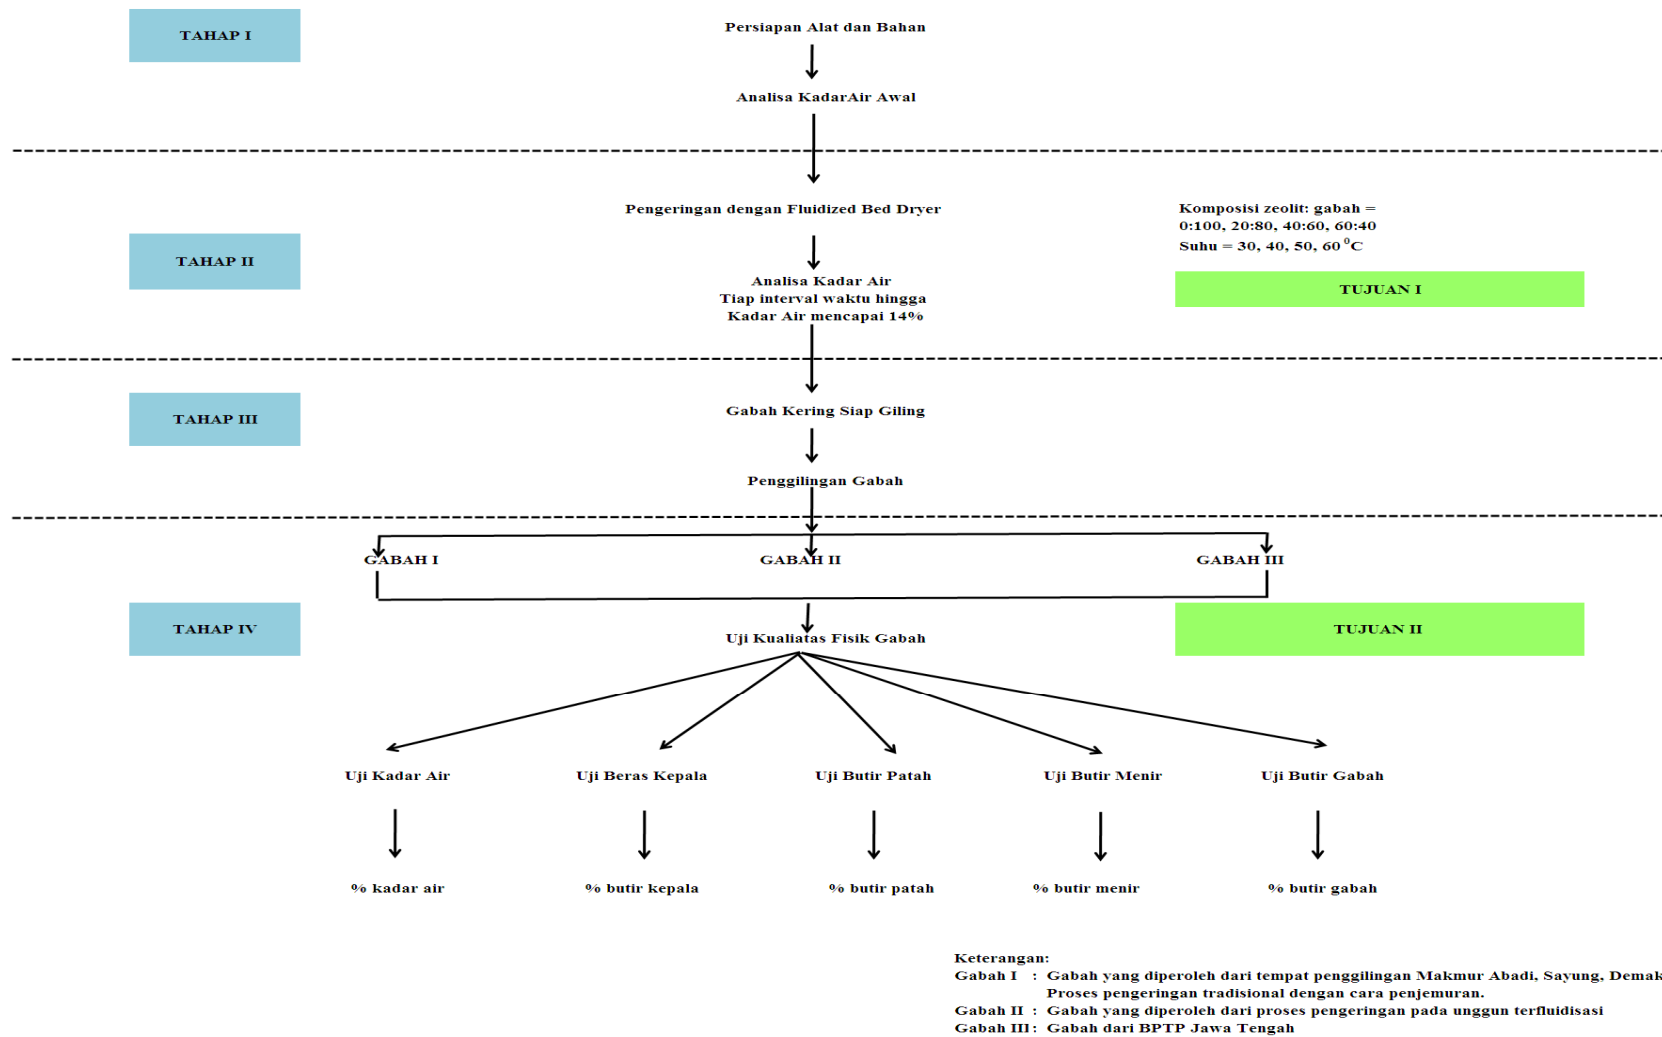 TAHAP I
Persiapan Alat dan Bahan
Analisa KadarAir Awal
Pengeringan dengan Fluidized Bed Dryer
Komposisi zeolit: gabah =
0:100, 20:80, 40:60, 60:40
Suhu = 30, 40, 50, 60 ⁰C
TAHAP II
Analisa Kadar Air
Tiap interval waktu hingga
Kadar Air mencapai 14%
TUJUAN I
TAHAP III
Gabah Kering Siap Giling
Penggilingan Gabah
GABAH I
GABAH II
GABAH III
TAHAP IV
Uji Kualiatas Fisik Gabah
TUJUAN II
Uji Kadar Air
Uji Beras Kepala
Uji Butir Patah
Uji Butir Menir
Uji Butir Gabah
% kadar air
% butir kepala
% butir patah
% butir menir
% butir gabah
Keterangan:
Gabah I : Gabah yang diperoleh dari tempat penggilingan Makmur Abadi, Sayung, Demak
Proses pengeringan tradisional dengan cara penjemuran.
Gabah II : Gabah yang diperoleh dari proses pengeringan pada unggun terfluidisasi
Gabah III: Gabah dari BPTP Jawa Tengah